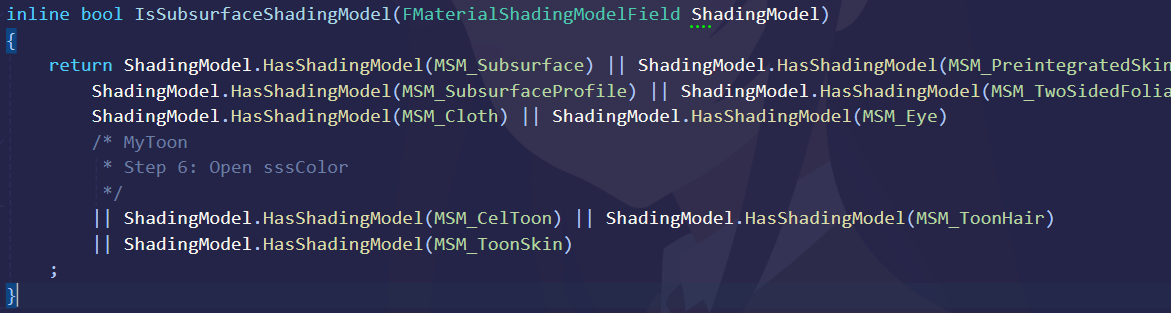 inline bool IsSubsurfaceShadingModel(FMaterialShadingModelField ShadingModel)
{
return ShadingModel.HasShadingModel(MSM_Subsurface) || ShadingModel.HasShadingModel(MSM_PreintegratedSkin
ShadingModel.HasShadingModel(MSM_SubsurfaceProfile) || ShadingModel.HasShadingModel(MSM_TwoSidedFolia
ShadingModel.HasShadingModel(MSM_Cloth) || ShadingModel.HasShadingModel(MSM_Eye)
/* MyToon
* Step 6: Open sssColor
*/
|| ShadingModel.HasShadingModel(MSM_CelToon) || ShadingModel.HasShadingModel(MSM_ToonHair)
|| ShadingModel.HasShadingModel(MSM_ToonSkin)
;
}